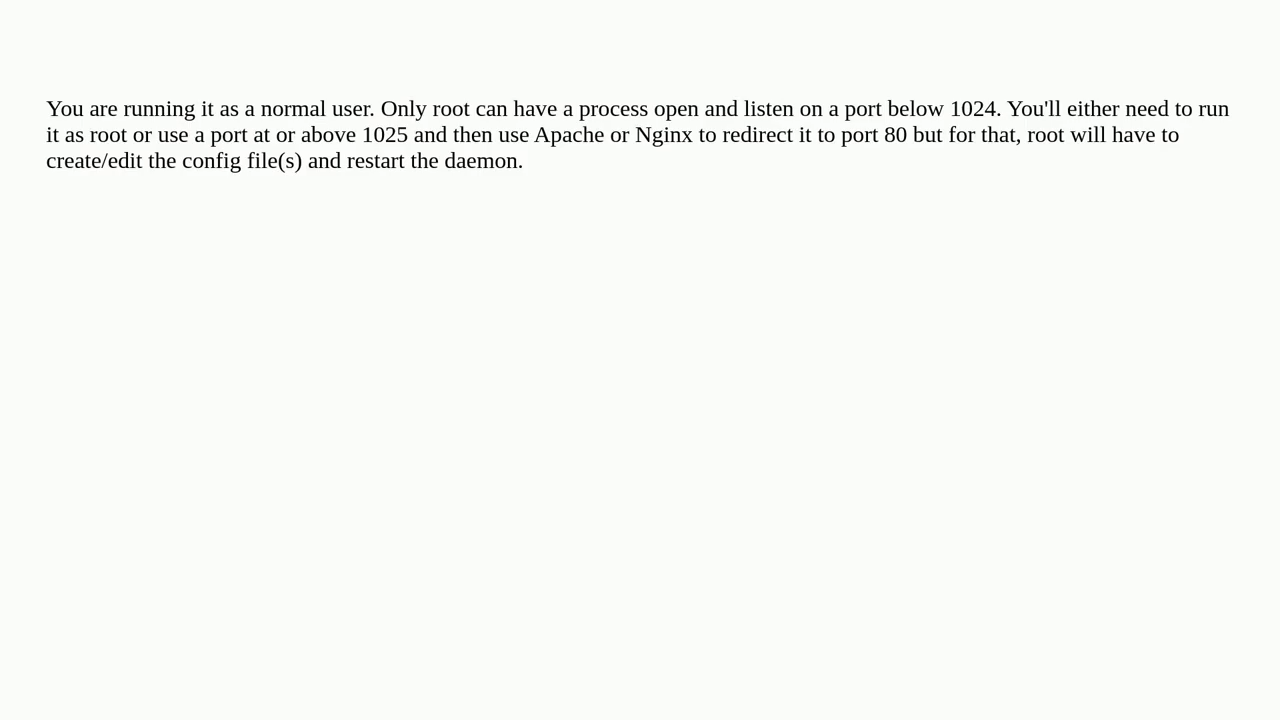 You are running it as a normal user. Only root can have a process open and listen on a port below 1024. You'll either need to run
it as root or use a port at or above 1025 and then use Apache or Nginx to redirect it to port 80 but for that, root will have to
create/edit the config file(s) and restart the daemon.